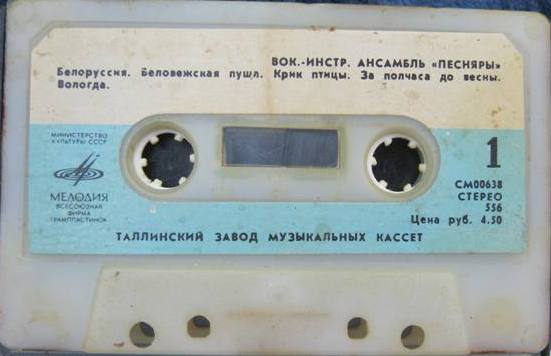 ВОК.-ИНСТР. АНСАМБЛЬ «ПЕСНЯРЫ»
Белоруссия. Беловежская пуща. Крик птицы. За полчаса до весны.
Вологда.
МИНИСТЕРСТВО
КУЛЬТУРЫ СССР
МЕЛОДИЯ
ВСЕСОЮЗНАЯ
ФИРМА
ГРАМПЛАСТИНОК
1
СМ00638
СТЕРЕО
556
Цена руб. 4.50
ТАЛЛИНСКИЙ ЗАВОД МУЗЫКАЛЬНЫХ КАССЕТ